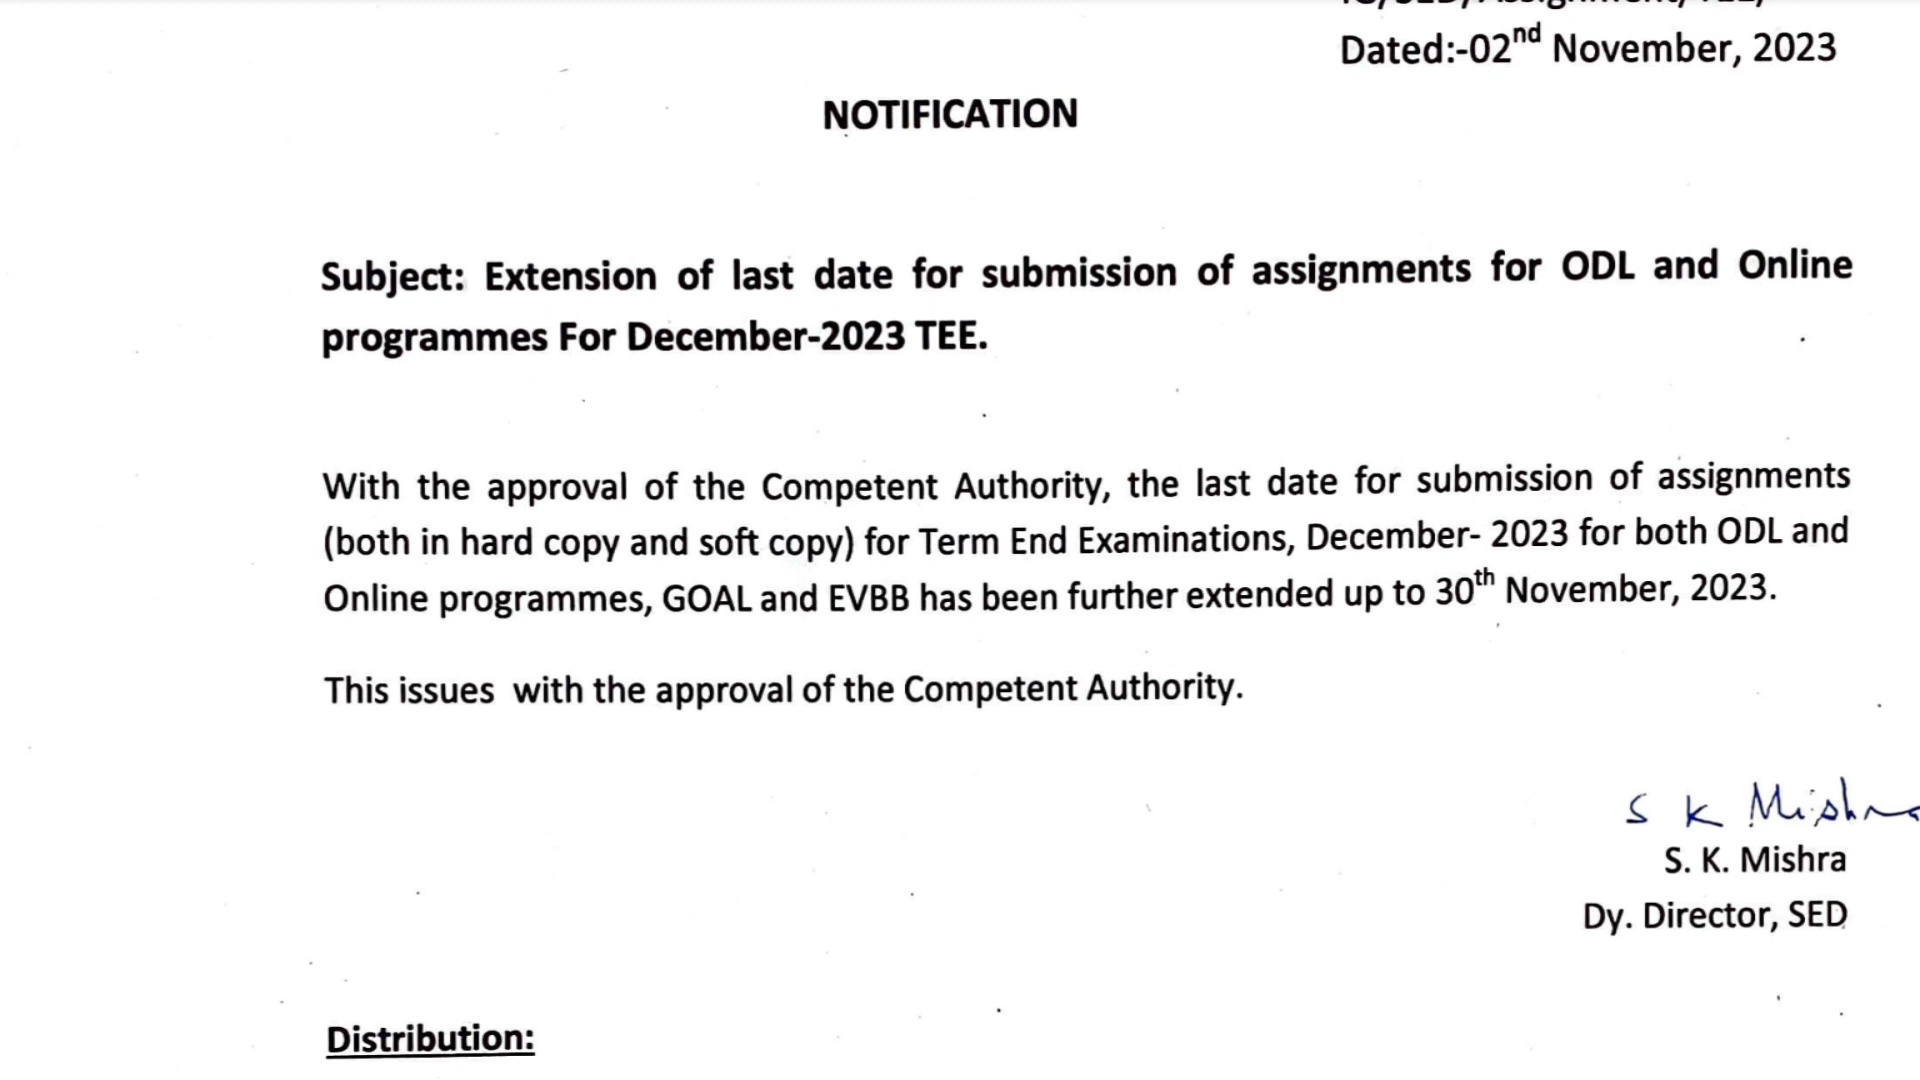 Dated:-02nd November, 2023
NOTIFICATION
Subject: Extension of last date for submission of assignments for ODL and Online
programmes For December-2023 TEE.
With the approval of the Competent Authority, the last date for submission of assignments
(both in hard copy and soft copy) for Term End Examinations, December- 2023 for both ODL and
Online programmes, GOAL and EVBB has been further extended up to 30th November, 2023.
This issues with the approval of the Competent Authority.
S K Mishra
S. K. Mishra
Dy. Director, SED
Distribution: